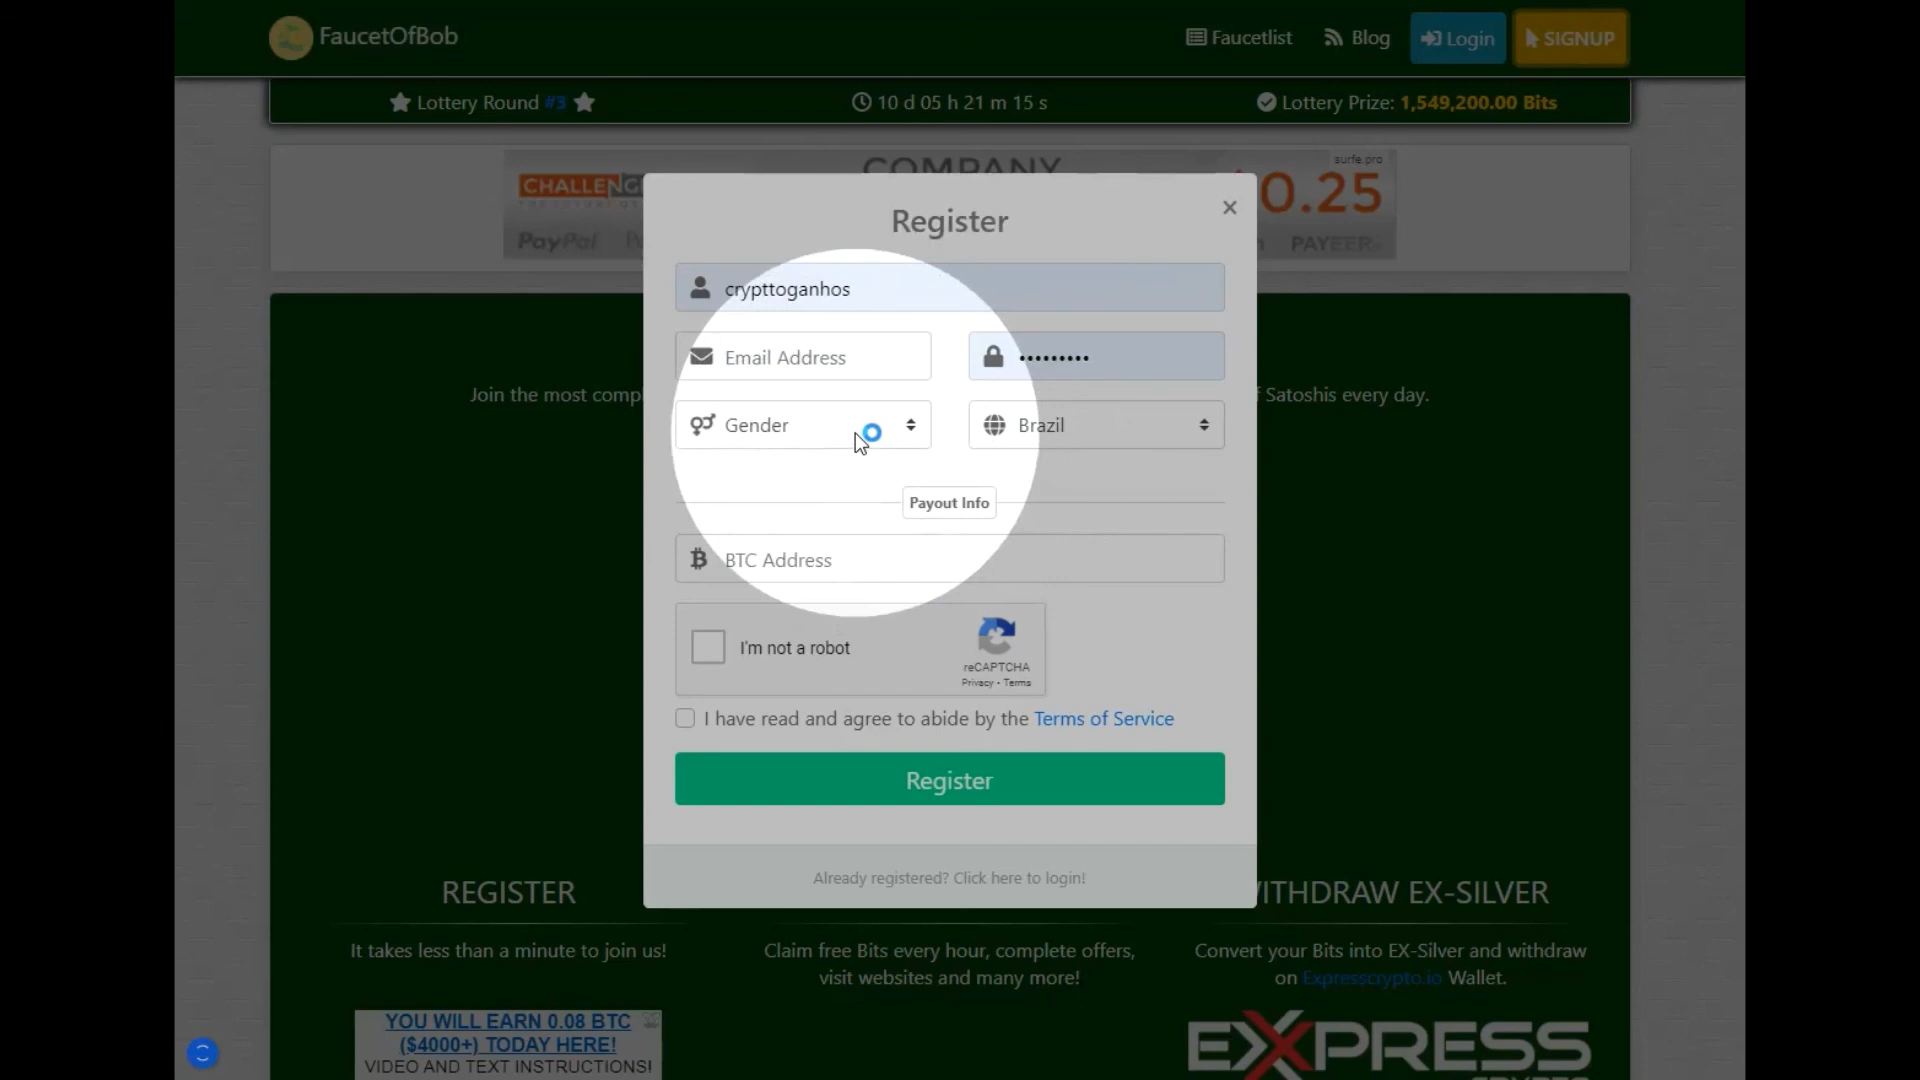 FaucetOfBob
Faucetlist
Blog
Login
SIGNUP
Lottery Round #3
10 d 05 h 21 m 15 s
Lottery Prize: 1,549,200.00 Bits
COMPANY
surfe.pro
CHALLENG
0.25
PayPal
PAYEER
Register
×
crypttoganhos
Email Address
•••••••••
Join the most comp
f Satoshis every day.
Gender
Brazil
Payout Info
BTC Address
I'm not a robot
reCAPTCHA
Privacy - Terms
I have read and agree to abide by the Terms of Service
Register
Already registered? Click here to login!
REGISTER
ITHDRAW EX-SILVER
It takes less than a minute to join us!
Claim free Bits every hour, complete offers,
visit websites and many more!
Convert your Bits into EX-Silver and withdraw
on Expresscrypto.io Wallet.
YOU WILL EARN 0.08 BTC
($4000+) TODAY HERE!
VIDEO AND TEXT INSTRUCTIONS!
EXPRESS